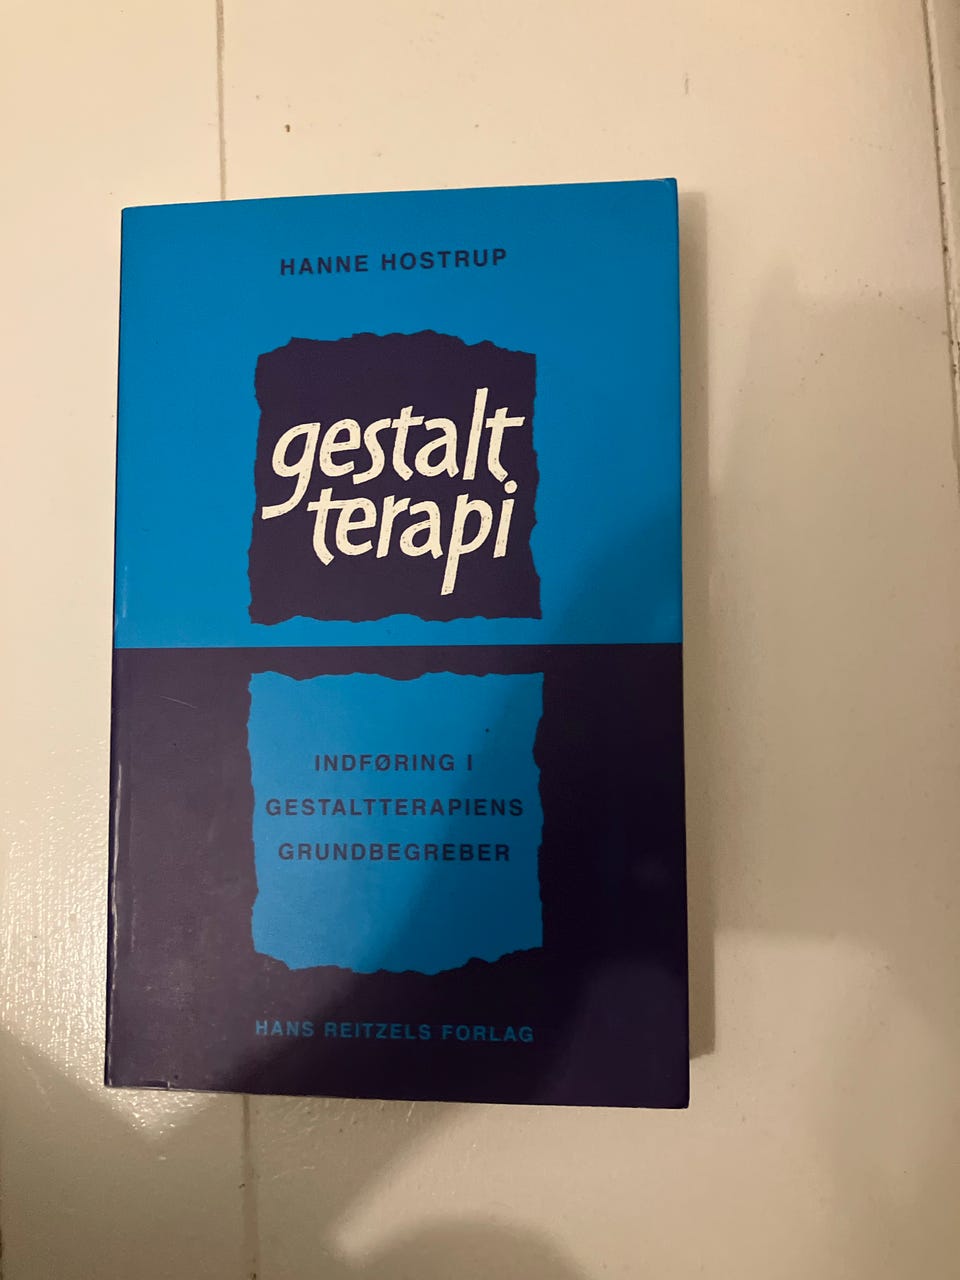 HANNE HOSTRUP
gestalt
terapi
INDFØRING I
GESTALTTERAPIENS
GRUNDBEGREBER
HANS REITZELS FORLAG